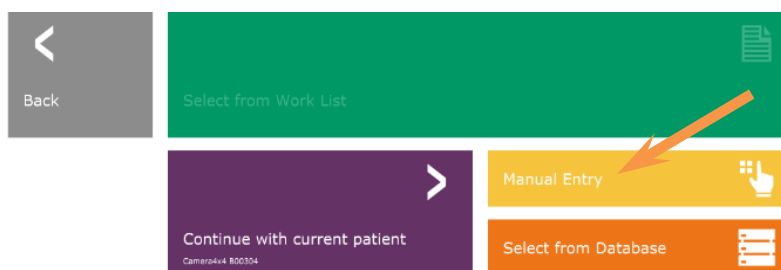 Back
Select from Work List
Manual Entry
Continue with current patient
Camera4x4 B00304
Select from Database